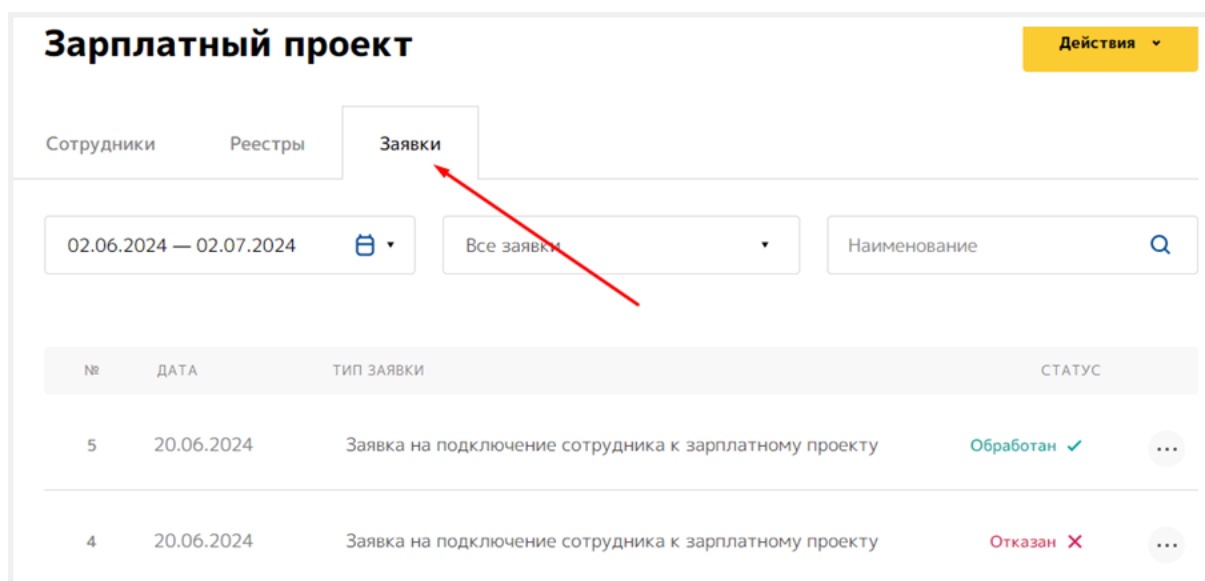 Зарплатный проект
Действия
Сотрудники Реестры Заявки
02.06.2024 — 02.07.2024 Все заявки Наименование
№ ДАТА ТИП ЗАЯВКИ СТАТУС
5 20.06.2024 Заявка на подключение сотрудника к зарплатному проекту Обработан
4 20.06.2024 Заявка на подключение сотрудника к зарплатному проекту Отказан